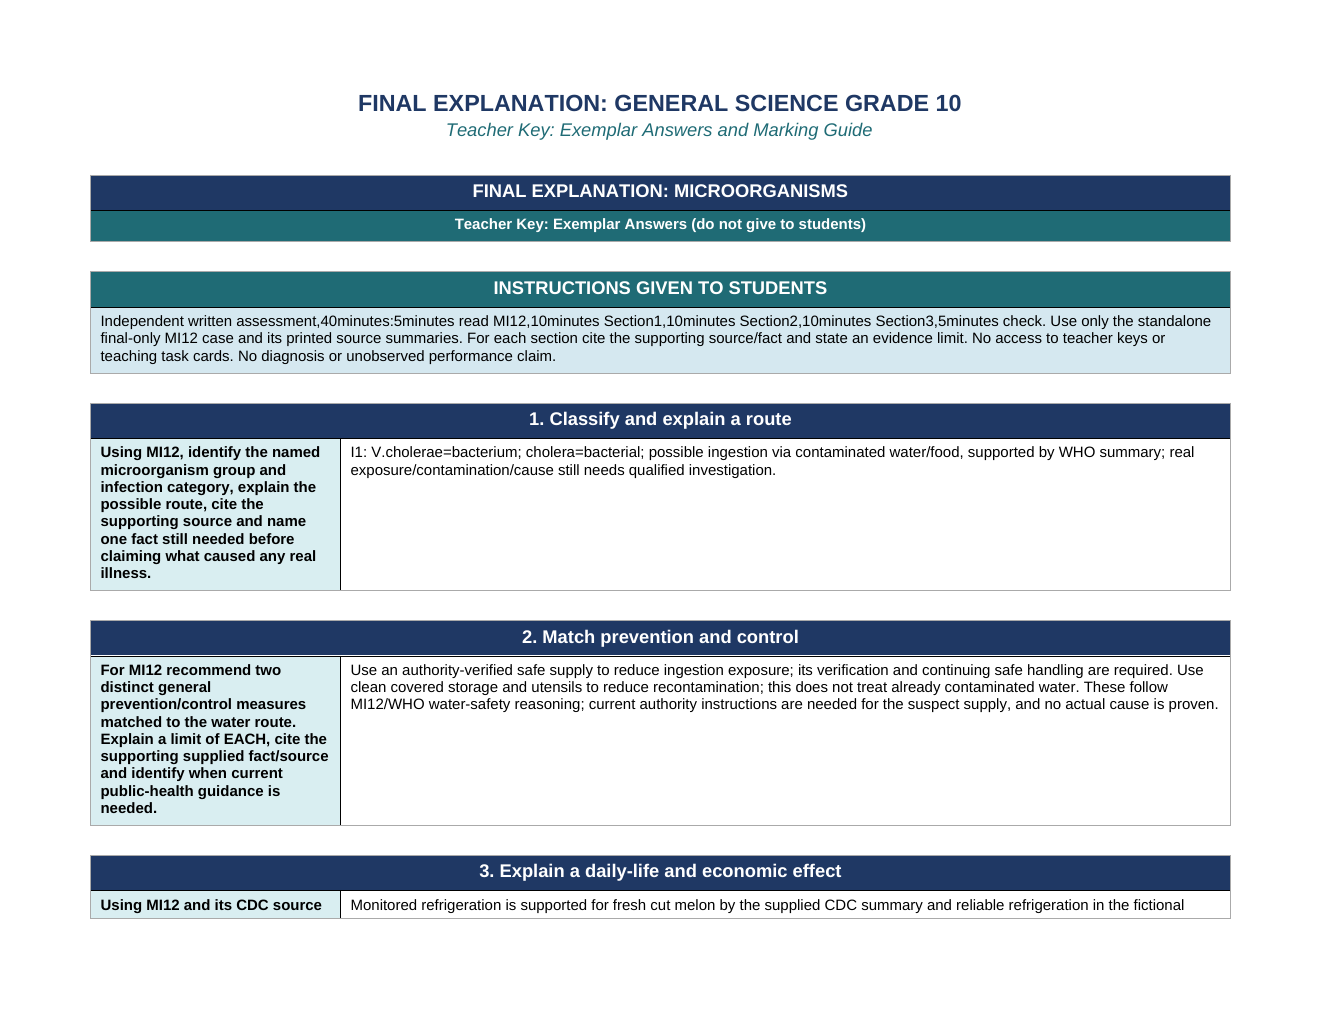 FINAL EXPLANATION: GENERAL SCIENCE GRADE 10
Teacher Key: Exemplar Answers and Marking Guide
FINAL EXPLANATION: MICROORGANISMS
Teacher Key: Exemplar Answers (do not give to students)
INSTRUCTIONS GIVEN TO STUDENTS
Independent written assessment,40minutes:5minutes read MI12,10minutes Section1,10minutes Section2,10minutes Section3,5minutes check. Use only the standalone
final-only MI12 case and its printed source summaries. For each section cite the supporting source/fact and state an evidence limit. No access to teacher keys or
teaching task cards. No diagnosis or unobserved performance claim.
1. Classify and explain a route
Using MI12, identify the named
microorganism group and
infection category, explain the
possible route, cite the
supporting source and name
one fact still needed before
claiming what caused any real
illness.
I1: V.cholerae=bacterium; cholera=bacterial; possible ingestion via contaminated water/food, supported by WHO summary; real
exposure/contamination/cause still needs qualified investigation.
2. Match prevention and control
For MI12 recommend two
distinct general
prevention/control measures
matched to the water route.
Explain a limit of EACH, cite the
supporting supplied fact/source
and identify when current
public-health guidance is
needed.
Use an authority-verified safe supply to reduce ingestion exposure; its verification and continuing safe handling are required. Use
clean covered storage and utensils to reduce recontamination; this does not treat already contaminated water. These follow
MI12/WHO water-safety reasoning; current authority instructions are needed for the suspect supply, and no actual cause is proven.
3. Explain a daily-life and economic effect
Using MI12 and its CDC source
Monitored refrigeration is supported for fresh cut melon by the supplied CDC summary and reliable refrigeration in the fictional